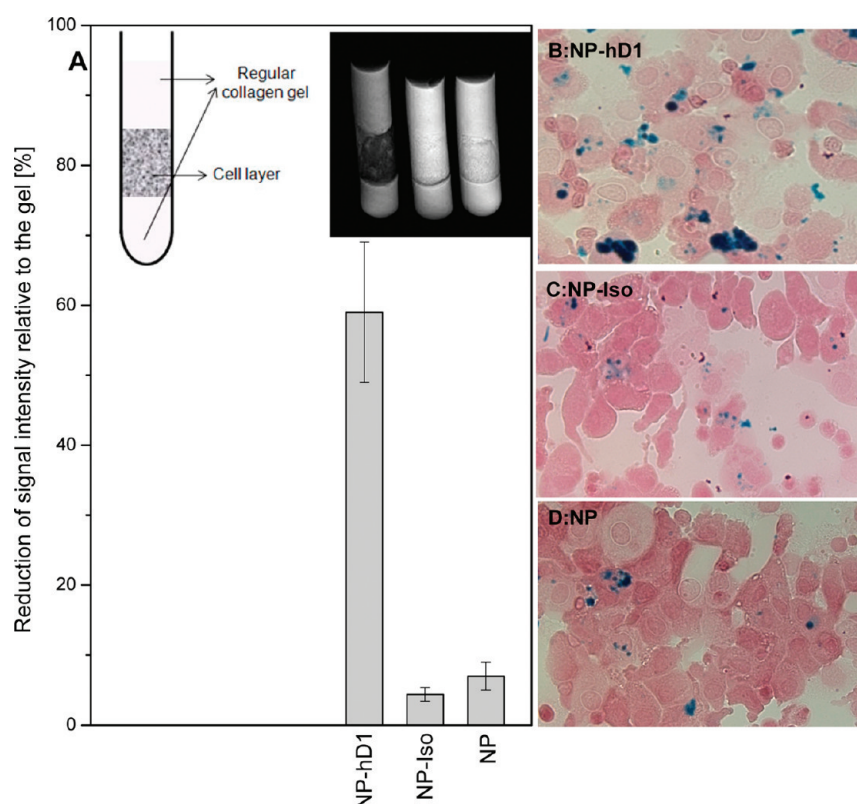 100
80
60
40
20
0
Reduction of signal intensity relative to the gel [%]
A
Regular
collagen gel
Cell layer
NP-hD1
NP-Iso
NP
B:NP-hD1
C:NP-Iso
D:NP